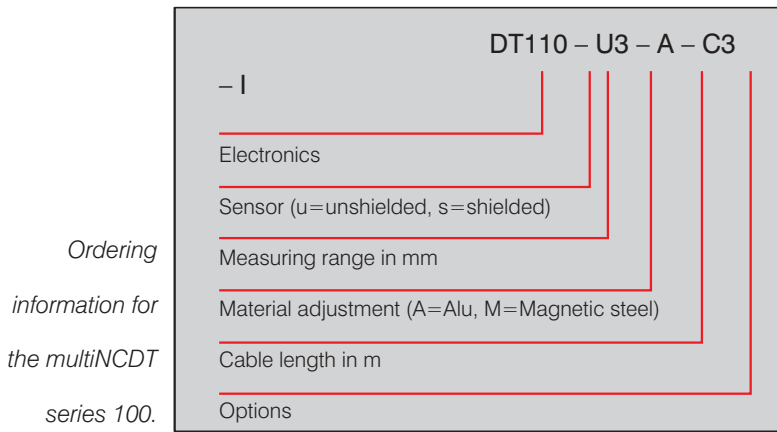 DT110 – U3 – A – C3
– I
Electronics
Sensor (u=unshielded, s=shielded)
Measuring range in mm
Material adjustment (A=Alu, M=Magnetic steel)
Cable length in m
Options
Ordering
information for
the multiNCDT
series 100.